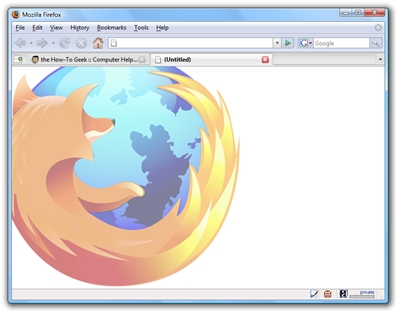 Mozilla Firefox
File Edit View History Bookmarks Tools Help
Google
the How-To Geek :: Computer Help... (Untitled)
private